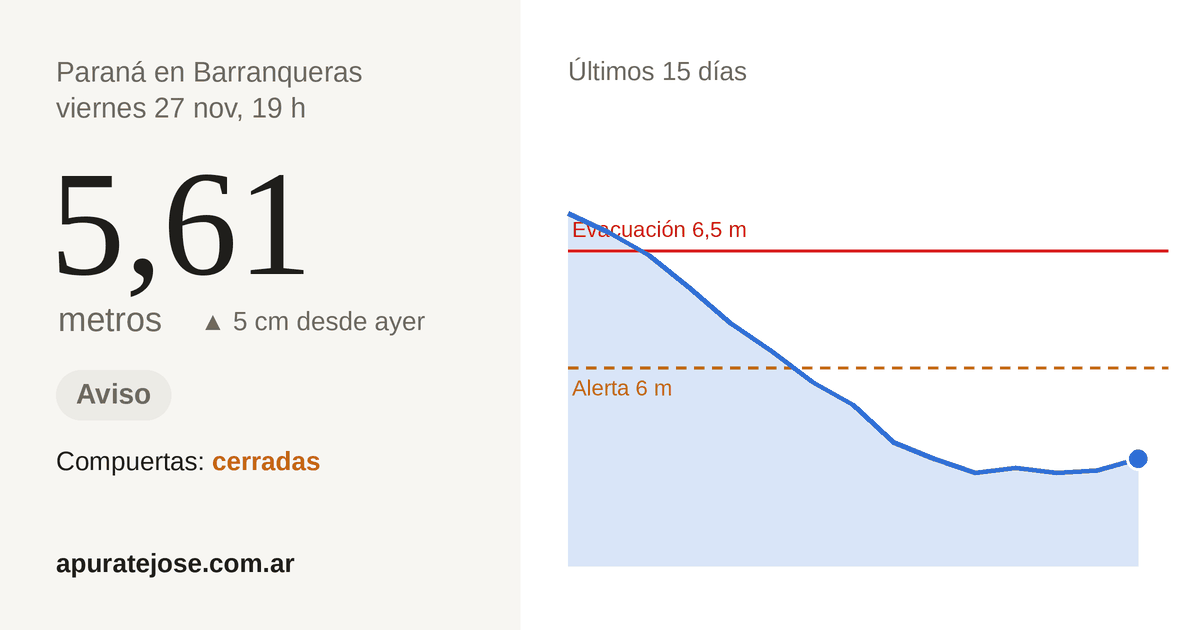 Paraná en Barranqueras
viernes 27 nov, 19 h
5,61
metros ▲ 5 cm desde ayer
Aviso
Compuertas: cerradas
apuratejose.com.ar
Últimos 15 días
Evacuación 6,5 m
Alerta 6 m